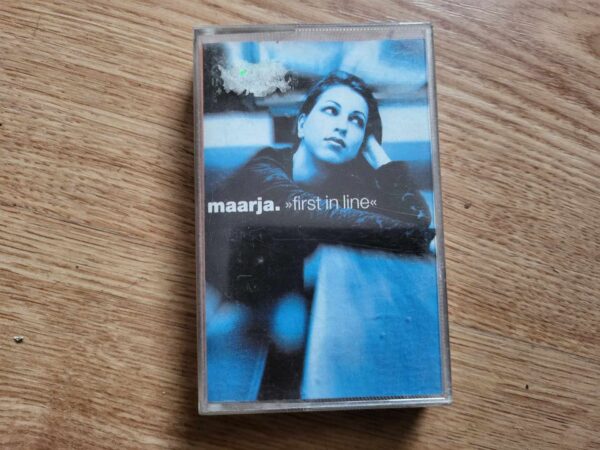 maarja. »first in line«